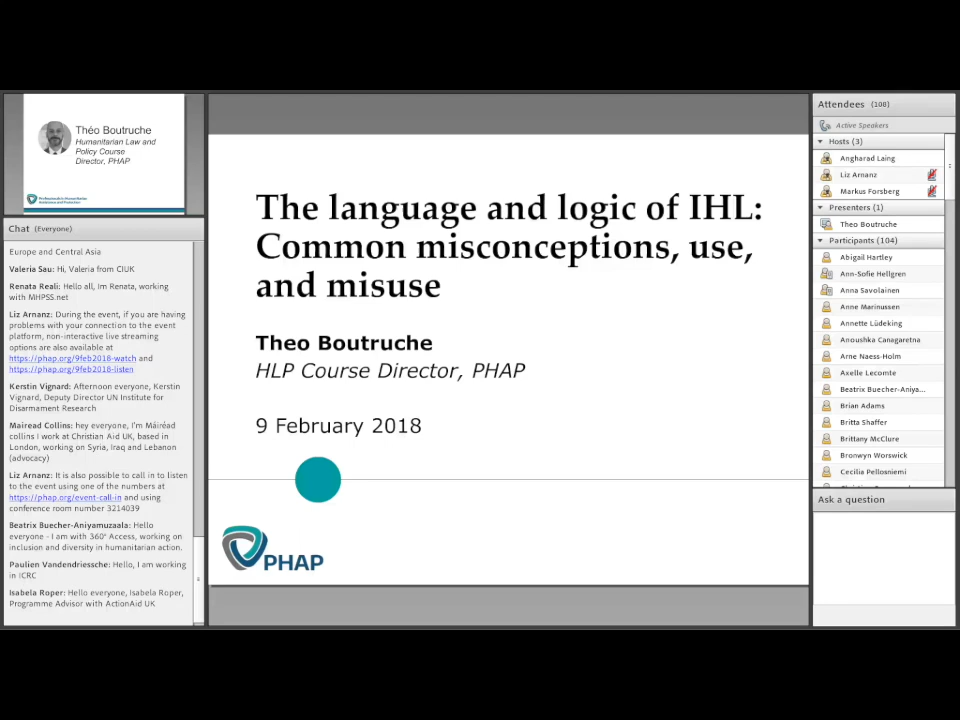 Théo Boutruche
Humanitarian Law and
Policy Course
Director, PHAP
Chat (Everyone)
Europe and Central Asia
Valeria Sau: Hi, Valeria from CIUK
Renata Reali: Hello all, Im Renata, working
with MHPSS.net
Liz Arnanz: During the event, if you are having
problems with your connection to the event
platform, non-interactive live streaming
options are also available at
https://phap.org/9feb2018-watch and
https://phap.org/9feb2018-listen
Kerstin Vignard: Afternoon everyone, Kerstin
Vignard, Deputy Director UN Institute for
Disarmament Research
Mairead Collins: hey everyone, I'm Máiréad
collins I work at Christian Aid UK, based in
London, working on Syria, Iraq and Lebanon
(advocacy)
Liz Arnanz: It is also possible to call in to listen
to the event using one of the numbers at
https://phap.org/event-call-in and using
conference room number 3214039
Beatrix Buecher-Aniyamuzaala: Hello
everyone - I am with 360° Access, working on
inclusion and diversity in humanitarian action.
Paulien Vandendriessche: Hello, I am working
in ICRC
Isabela Roper: Hello everyone, Isabela Roper,
Programme Advisor with ActionAid UK
The language and logic of IHL:
Common misconceptions, use,
and misuse
Theo Boutruche
HLP Course Director, PHAP
9 February 2018
PHAP
Attendees (108)
Active Speakers
Hosts (3)
Angharad Laing
Liz Arnanz
Markus Forsberg
Presenters (1)
Theo Boutruche
Participants (104)
Abigail Hartley
Ann-Sofie Hellgren
Anna Savolainen
Anne Marinussen
Annette Lüdeking
Anoushka Canagaretna
Arne Naess-Holm
Axelle Lecomte
Beatrix Buecher-Aniya...
Brian Adams
Britta Shaffer
Brittany McClure
Bronwyn Worswick
Cecilia Pellosniemi
Ask a question